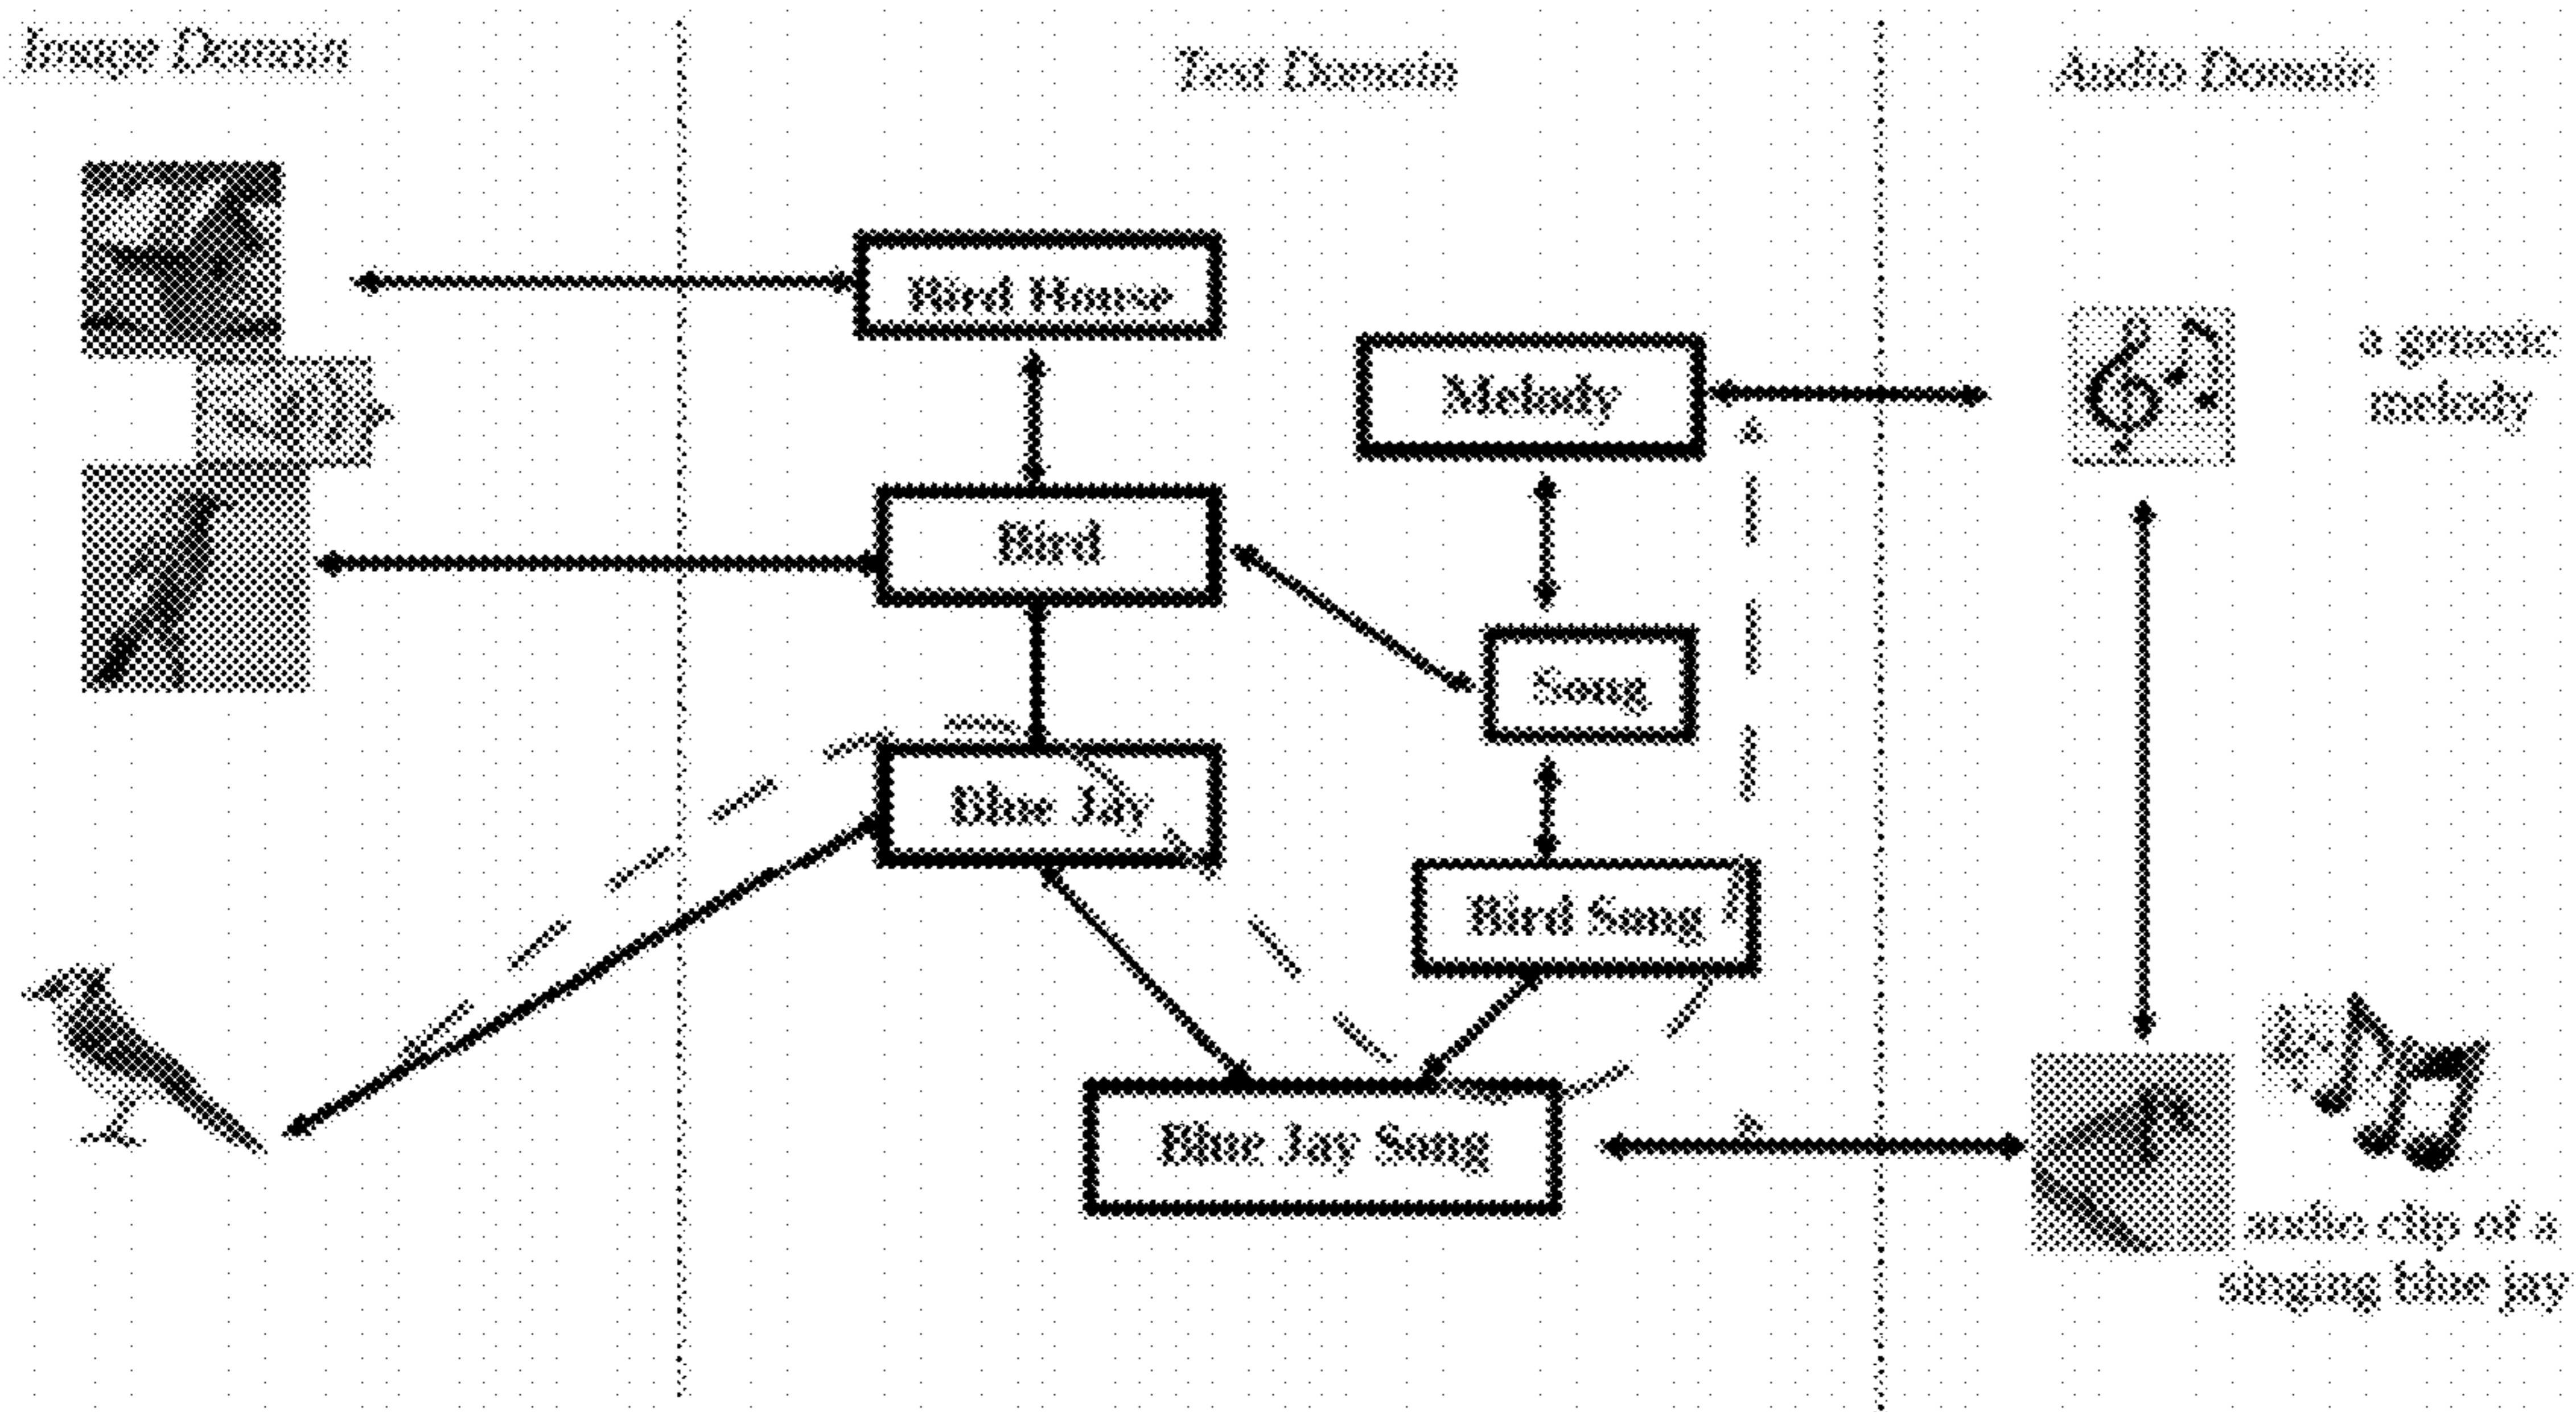 Image Domain
Text Domain
Audio Domain
Bird House
a generic
melody
Melody
Bird
Song
Blue Jay
Bird Song
Blue Jay Song
audio clip of a
singing blue jay